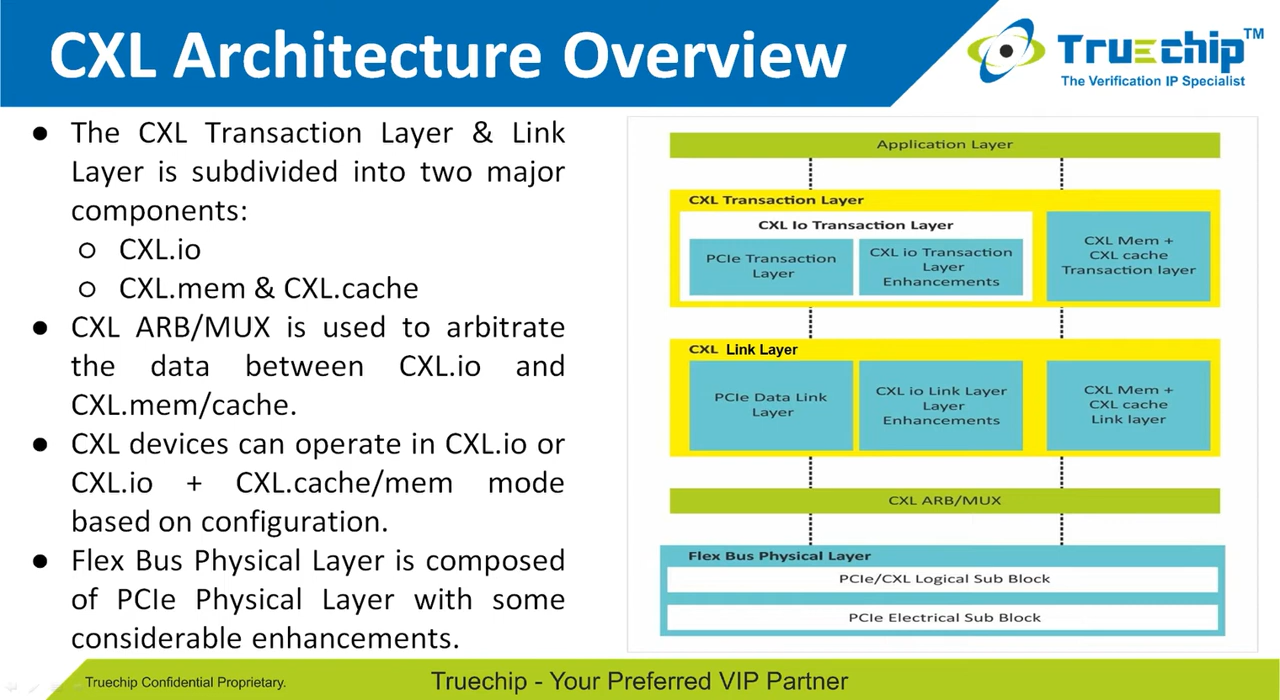 CXL Architecture Overview
Truechip™
The Verification IP Specialist
● The CXL Transaction Layer & Link
Layer is subdivided into two major
components:
○ CXL.io
○ CXL.mem & CXL.cache
● CXL ARB/MUX is used to arbitrate
the data between CXL.io and
CXL.mem/cache.
● CXL devices can operate in CXL.io or
CXL.io + CXL.cache/mem mode
based on configuration.
● Flex Bus Physical Layer is composed
of PCIe Physical Layer with some
considerable enhancements.
Application Layer
CXL Transaction Layer
CXL Io Transaction Layer
PCIe Transaction
Layer
CXL io Transaction
Layer
Enhancements
CXL Mem +
CXL cache
Transaction layer
CXL Link Layer
PCIe Data Link
Layer
CXL io Link Layer
Layer
Enhancements
CXL Mem +
CXL cache
Link layer
CXL ARB/MUX
Flex Bus Physical Layer
PCIe/CXL Logical Sub Block
PCIe Electrical Sub Block
Truechip Confidential Proprietary.
Truechip - Your Preferred VIP Partner